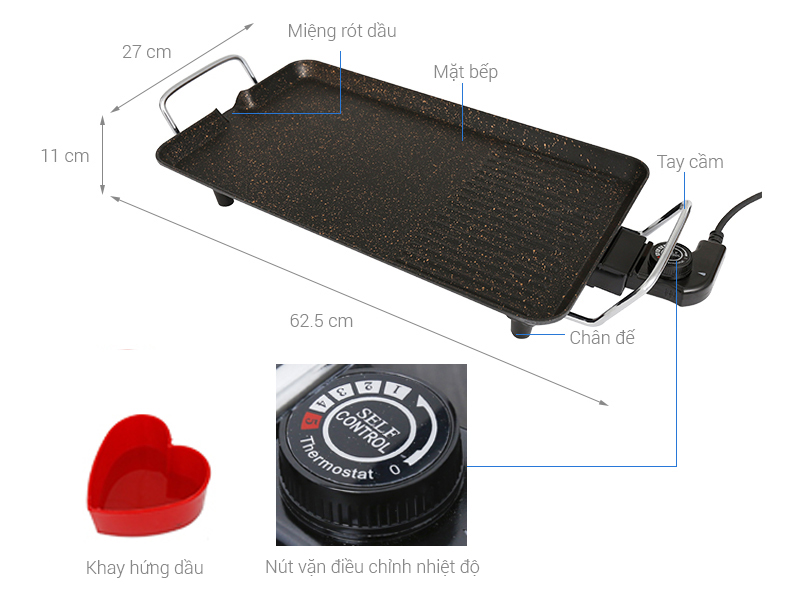 Miệng rót dầu
27 cm
Mặt bếp
11 cm
Tay cầm
62.5 cm
Chân đế
1 2 3 4 5
SELF
CONTROL
Thermostat 0
Khay hứng dầu
Nút vặn điều chỉnh nhiệt độ